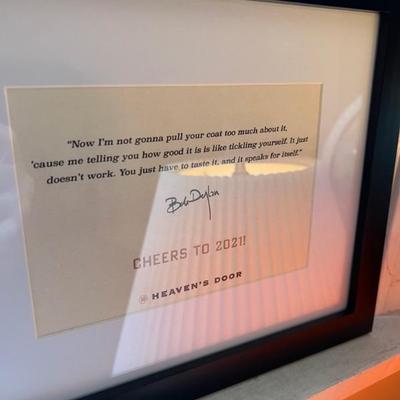 "Now I'm not gonna pull your coat too much about it,
'cause me telling you how good it is is like tickling yourself. It just
doesn't work. You just have to taste it, and it speaks for itself."
Bob Dylan
CHEERS TO 2021!
HEAVEN'S DOOR